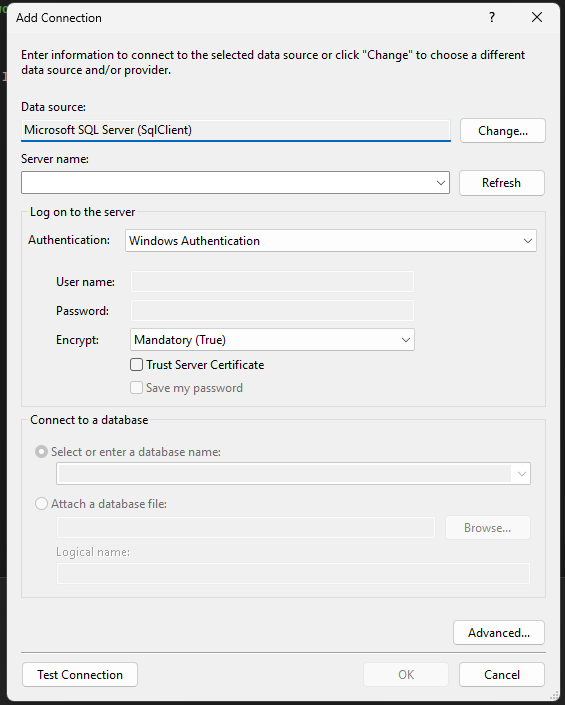 Add Connection
?
Enter information to connect to the selected data source or click "Change" to choose a different
data source and/or provider.
Data source:
Microsoft SQL Server (SqlClient)
Change...
Server name:
Refresh
Log on to the server
Authentication:
Windows Authentication
User name:
Password:
Encrypt:
Mandatory (True)
Trust Server Certificate
Save my password
Connect to a database
Select or enter a database name:
Attach a database file:
Browse...
Logical name:
Advanced...
Test Connection
OK
Cancel